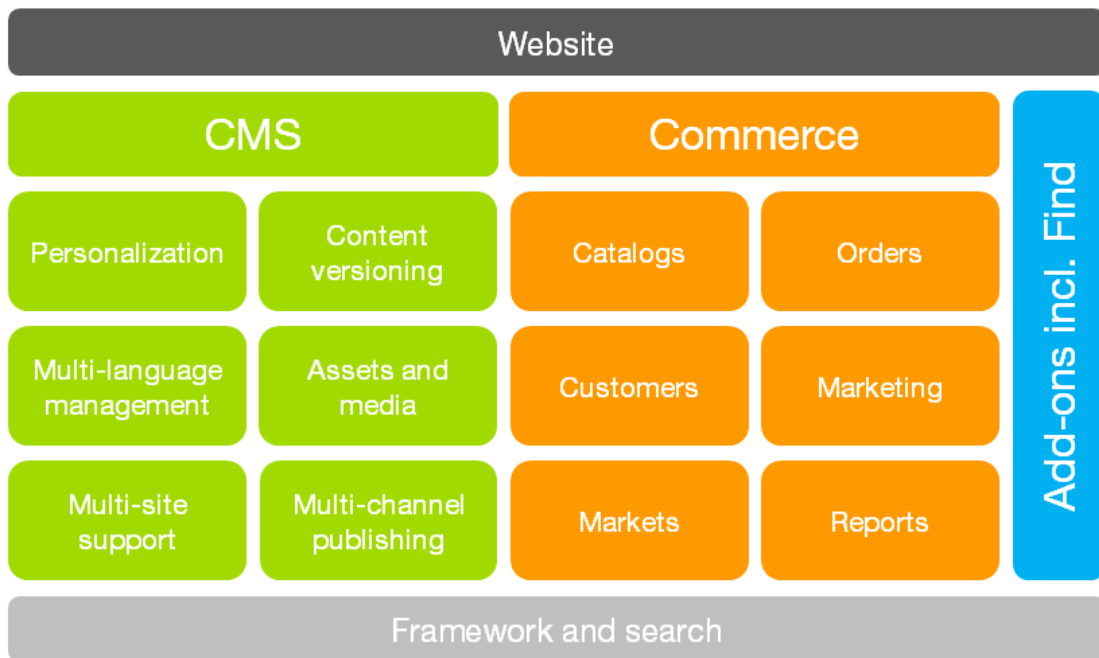 Website
CMS
Commerce
Personalization
Content
versioning
Catalogs
Orders
Multi-language
management
Assets and
media
Customers
Marketing
Multi-site
support
Multi-channel
publishing
Markets
Reports
Add-ons incl. Find
Framework and search